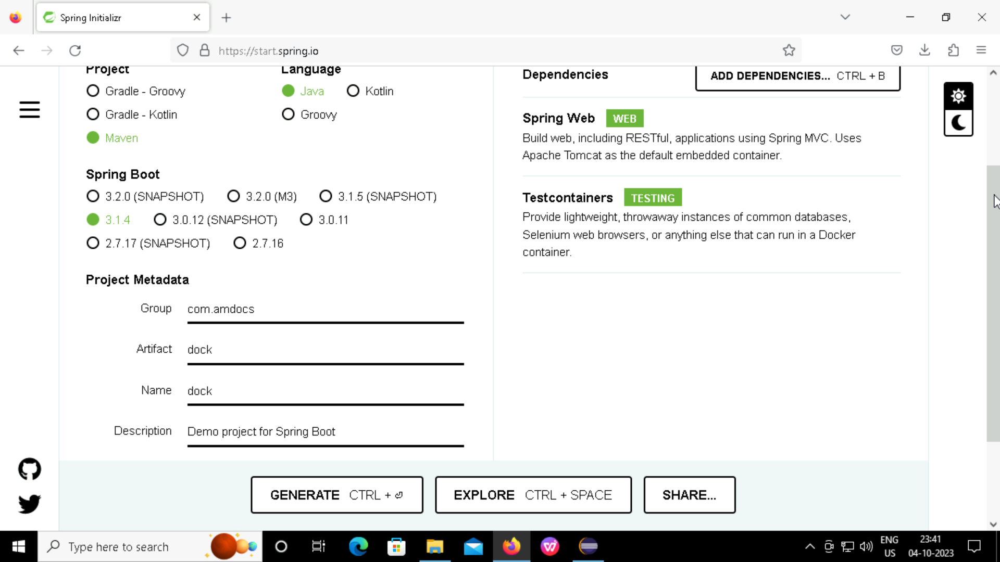 Spring Initializr
https://start.spring.io
Project
Language
Gradle - Groovy
Java
Kotlin
Gradle - Kotlin
Groovy
Maven
Spring Boot
3.2.0 (SNAPSHOT)
3.2.0 (M3)
3.1.5 (SNAPSHOT)
3.1.4
3.0.12 (SNAPSHOT)
3.0.11
2.7.17 (SNAPSHOT)
2.7.16
Project Metadata
Group
com.amdocs
Artifact
dock
Name
dock
Description
Demo project for Spring Boot
Dependencies
ADD DEPENDENCIES... CTRL + B
Spring Web WEB
Build web, including RESTful, applications using Spring MVC. Uses
Apache Tomcat as the default embedded container.
Testcontainers TESTING
Provide lightweight, throwaway instances of common databases,
Selenium web browsers, or anything else that can run in a Docker
container.
GENERATE CTRL + ⏎
EXPLORE CTRL + SPACE
SHARE...
Type here to search
ENG
US
23:41
04-10-2023